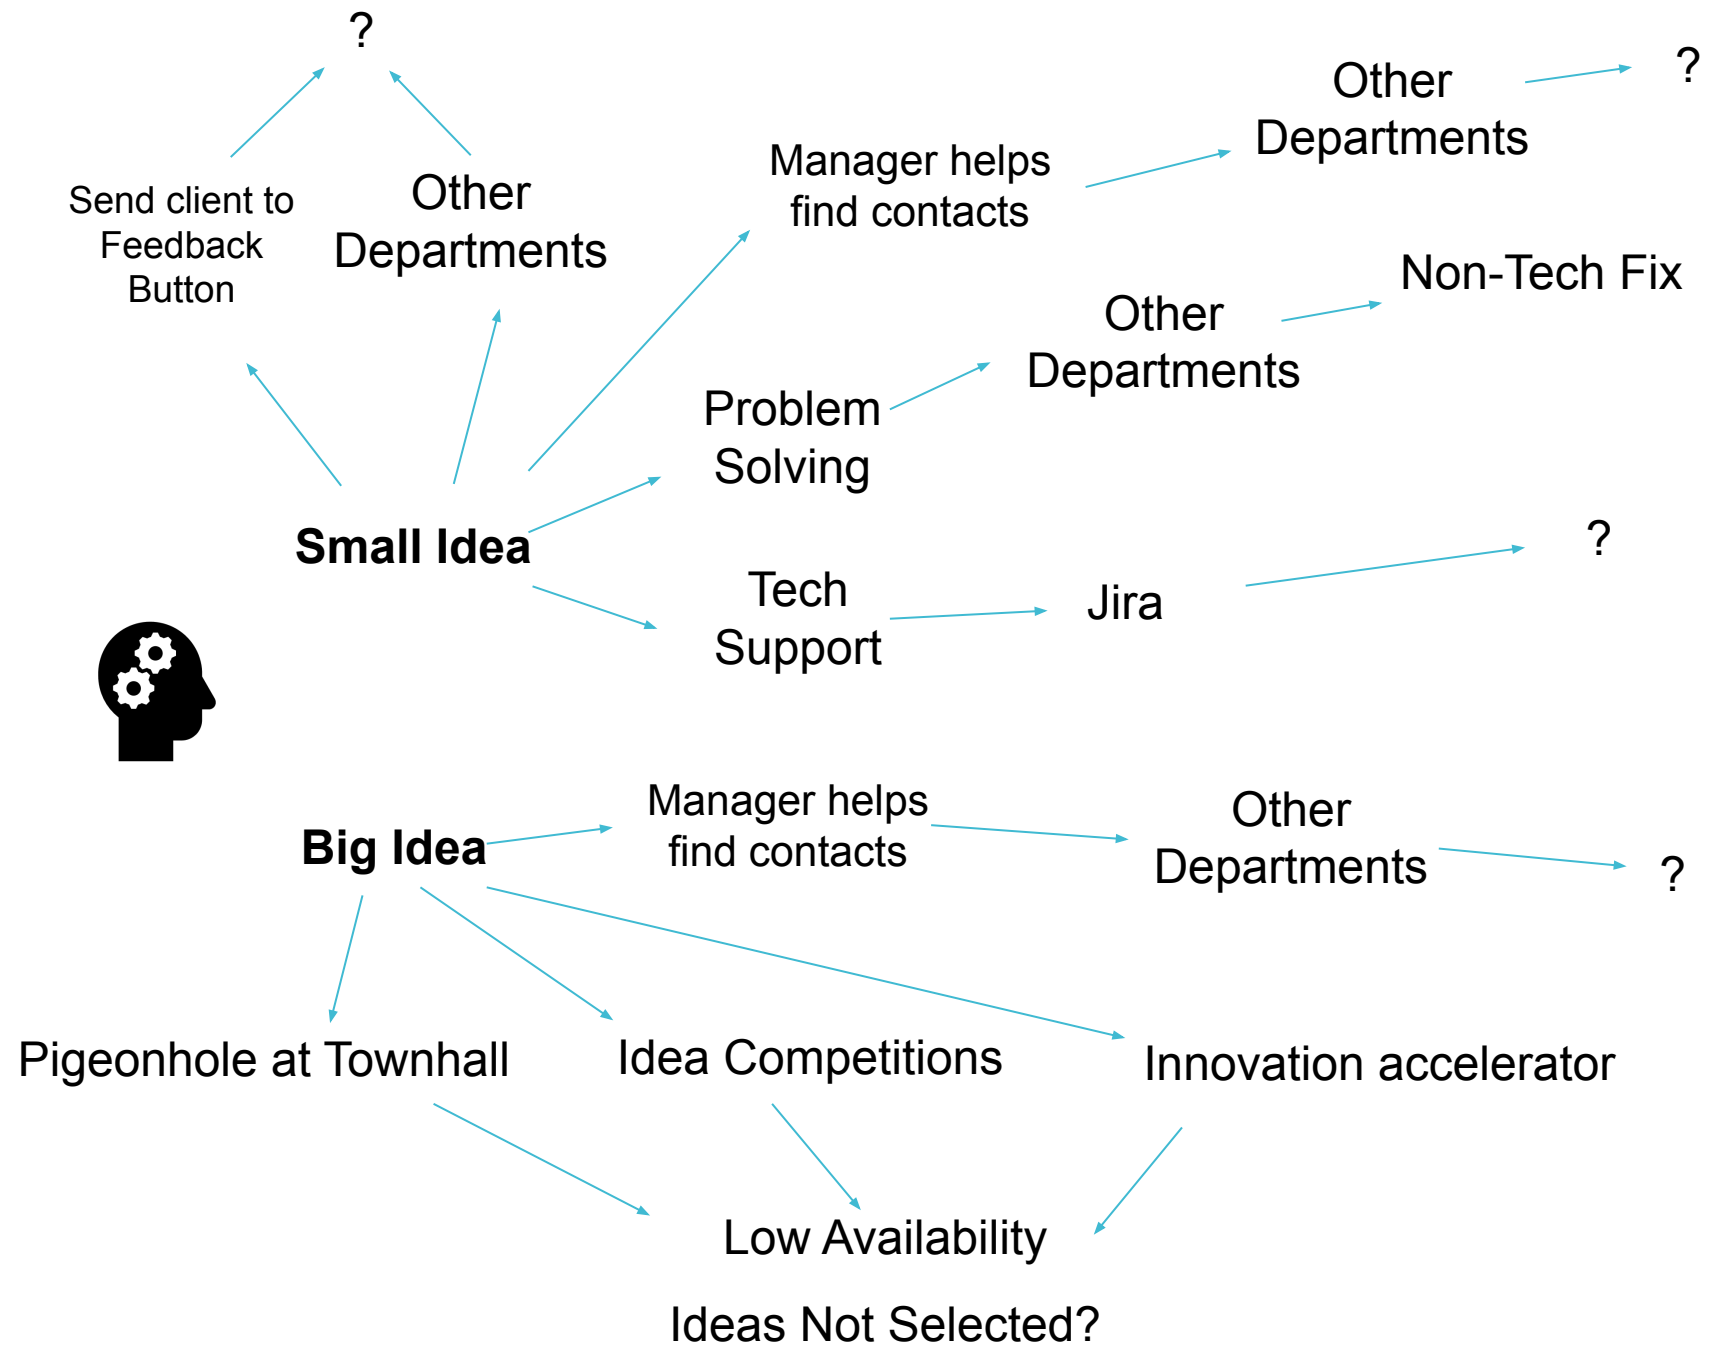 ?
Other
Departments
?
Manager helps
find contacts
Send client to
Feedback
Button
Other
Departments
Non-Tech Fix
Other
Departments
Problem
Solving
Small Idea
?
Tech
Support
Jira
Manager helps
find contacts
Other
Departments
Big Idea
?
Pigeonhole at Townhall
Idea Competitions
Innovation accelerator
Low Availability
Ideas Not Selected?